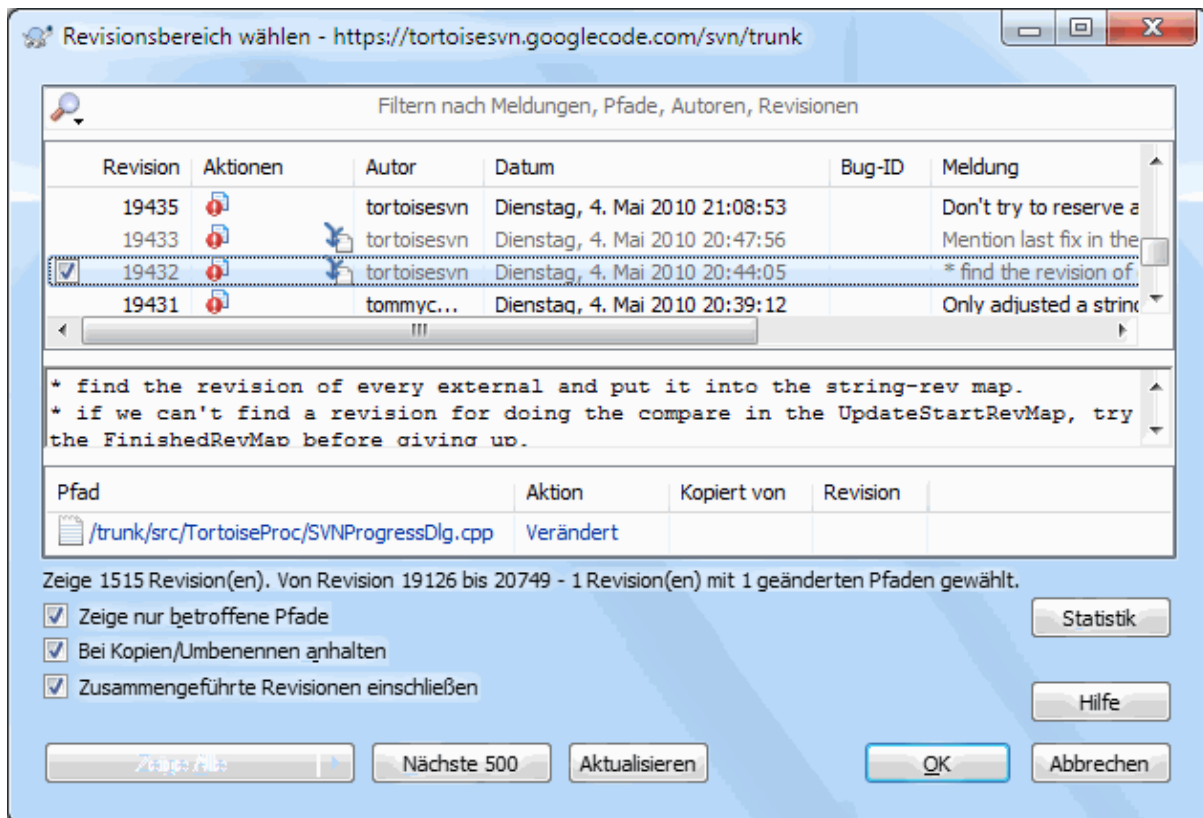 Revisionsbereich wählen - https://tortoisesvn.googlecode.com/svn/trunk
Filtern nach Meldungen, Pfade, Autoren, Revisionen
Revision Aktionen Autor Datum Bug-ID Meldung
19435 tortoisesvn Dienstag, 4. Mai 2010 21:08:53 Don't try to reserve a
19433 tortoisesvn Dienstag, 4. Mai 2010 20:47:56 Mention last fix in the
19432 tortoisesvn Dienstag, 4. Mai 2010 20:44:05 * find the revision of
19431 tommyc... Dienstag, 4. Mai 2010 20:39:12 Only adjusted a string
* find the revision of every external and put it into the string-rev map.
* if we can't find a revision for doing the compare in the UpdateStartRevMap, try
the FinishedRevMap before giving up.
Pfad Aktion Kopiert von Revision
/trunk/src/TortoiseProc/SVNProgressDlg.cpp Verändert
Zeige 1515 Revision(en). Von Revision 19126 bis 20749 - 1 Revision(en) mit 1 geänderten Pfaden gewählt.
Zeige nur betroffene Pfade
Statistik
Bei Kopien/Umbenennen anhalten
Zusammengeführte Revisionen einschließen
Hilfe
Zeige Alle Nächste 500 Aktualisieren OK Abbrechen